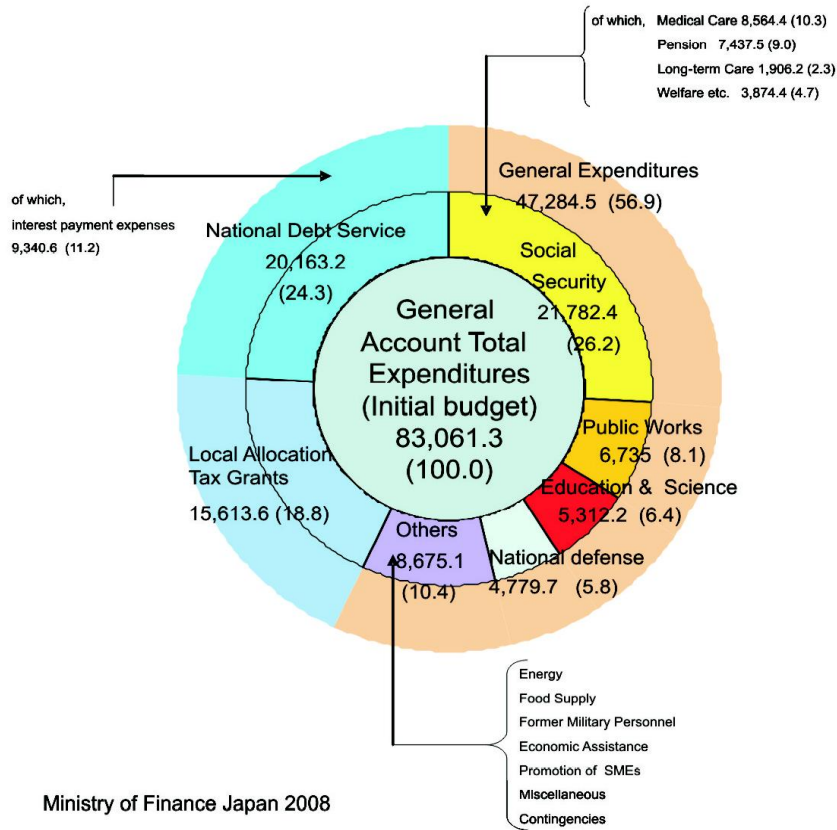 of which, Medical Care 8,564.4 (10.3)
Pension 7,437.5 (9.0)
Long-term Care 1,906.2 (2.3)
Welfare etc. 3,874.4 (4.7)
General Expenditures
47,284.5 (56.9)
of which,
interest payment expenses
9,340.6 (11.2)
National Debt Service
20,163.2
(24.3)
Social
Security
21,782.4
(26.2)
General
Account Total
Expenditures
(Initial budget)
83,061.3
(100.0)
Public Works
6,735 (8.1)
Local Allocation
Tax Grants
15,613.6 (18.8)
Education & Science
5,312.2 (6.4)
Others
8,675.1
(10.4)
National defense
4,779.7 (5.8)
Energy
Food Supply
Former Military Personnel
Economic Assistance
Promotion of SMEs
Miscellaneous
Contingencies
Ministry of Finance Japan 2008